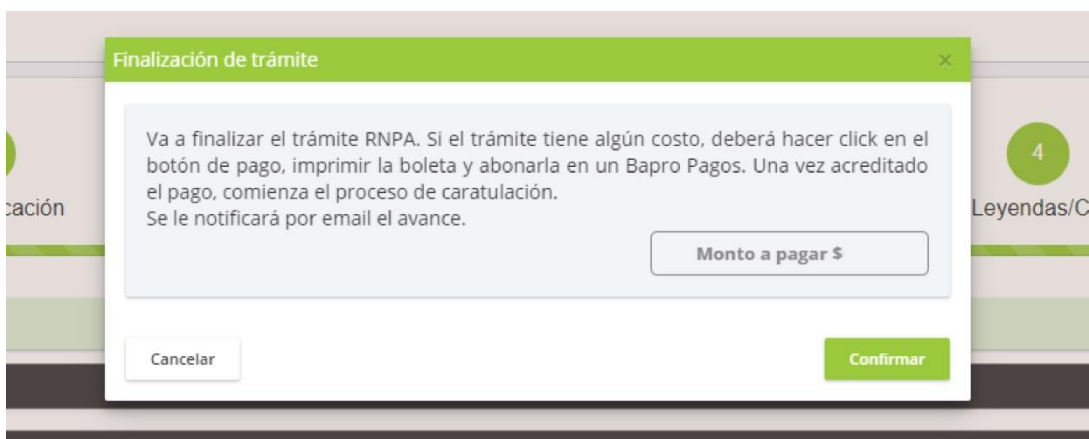 Finalización de trámite
Va a finalizar el trámite RNPA. Si el trámite tiene algún costo, deberá hacer click en el
botón de pago, imprimir la boleta y abonarla en un Bapro Pagos. Una vez acreditado
el pago, comienza el proceso de caratulación.
Se le notificará por email el avance.
Monto a pagar $
Cancelar
Confirmar
4
Leyendas/C
cación